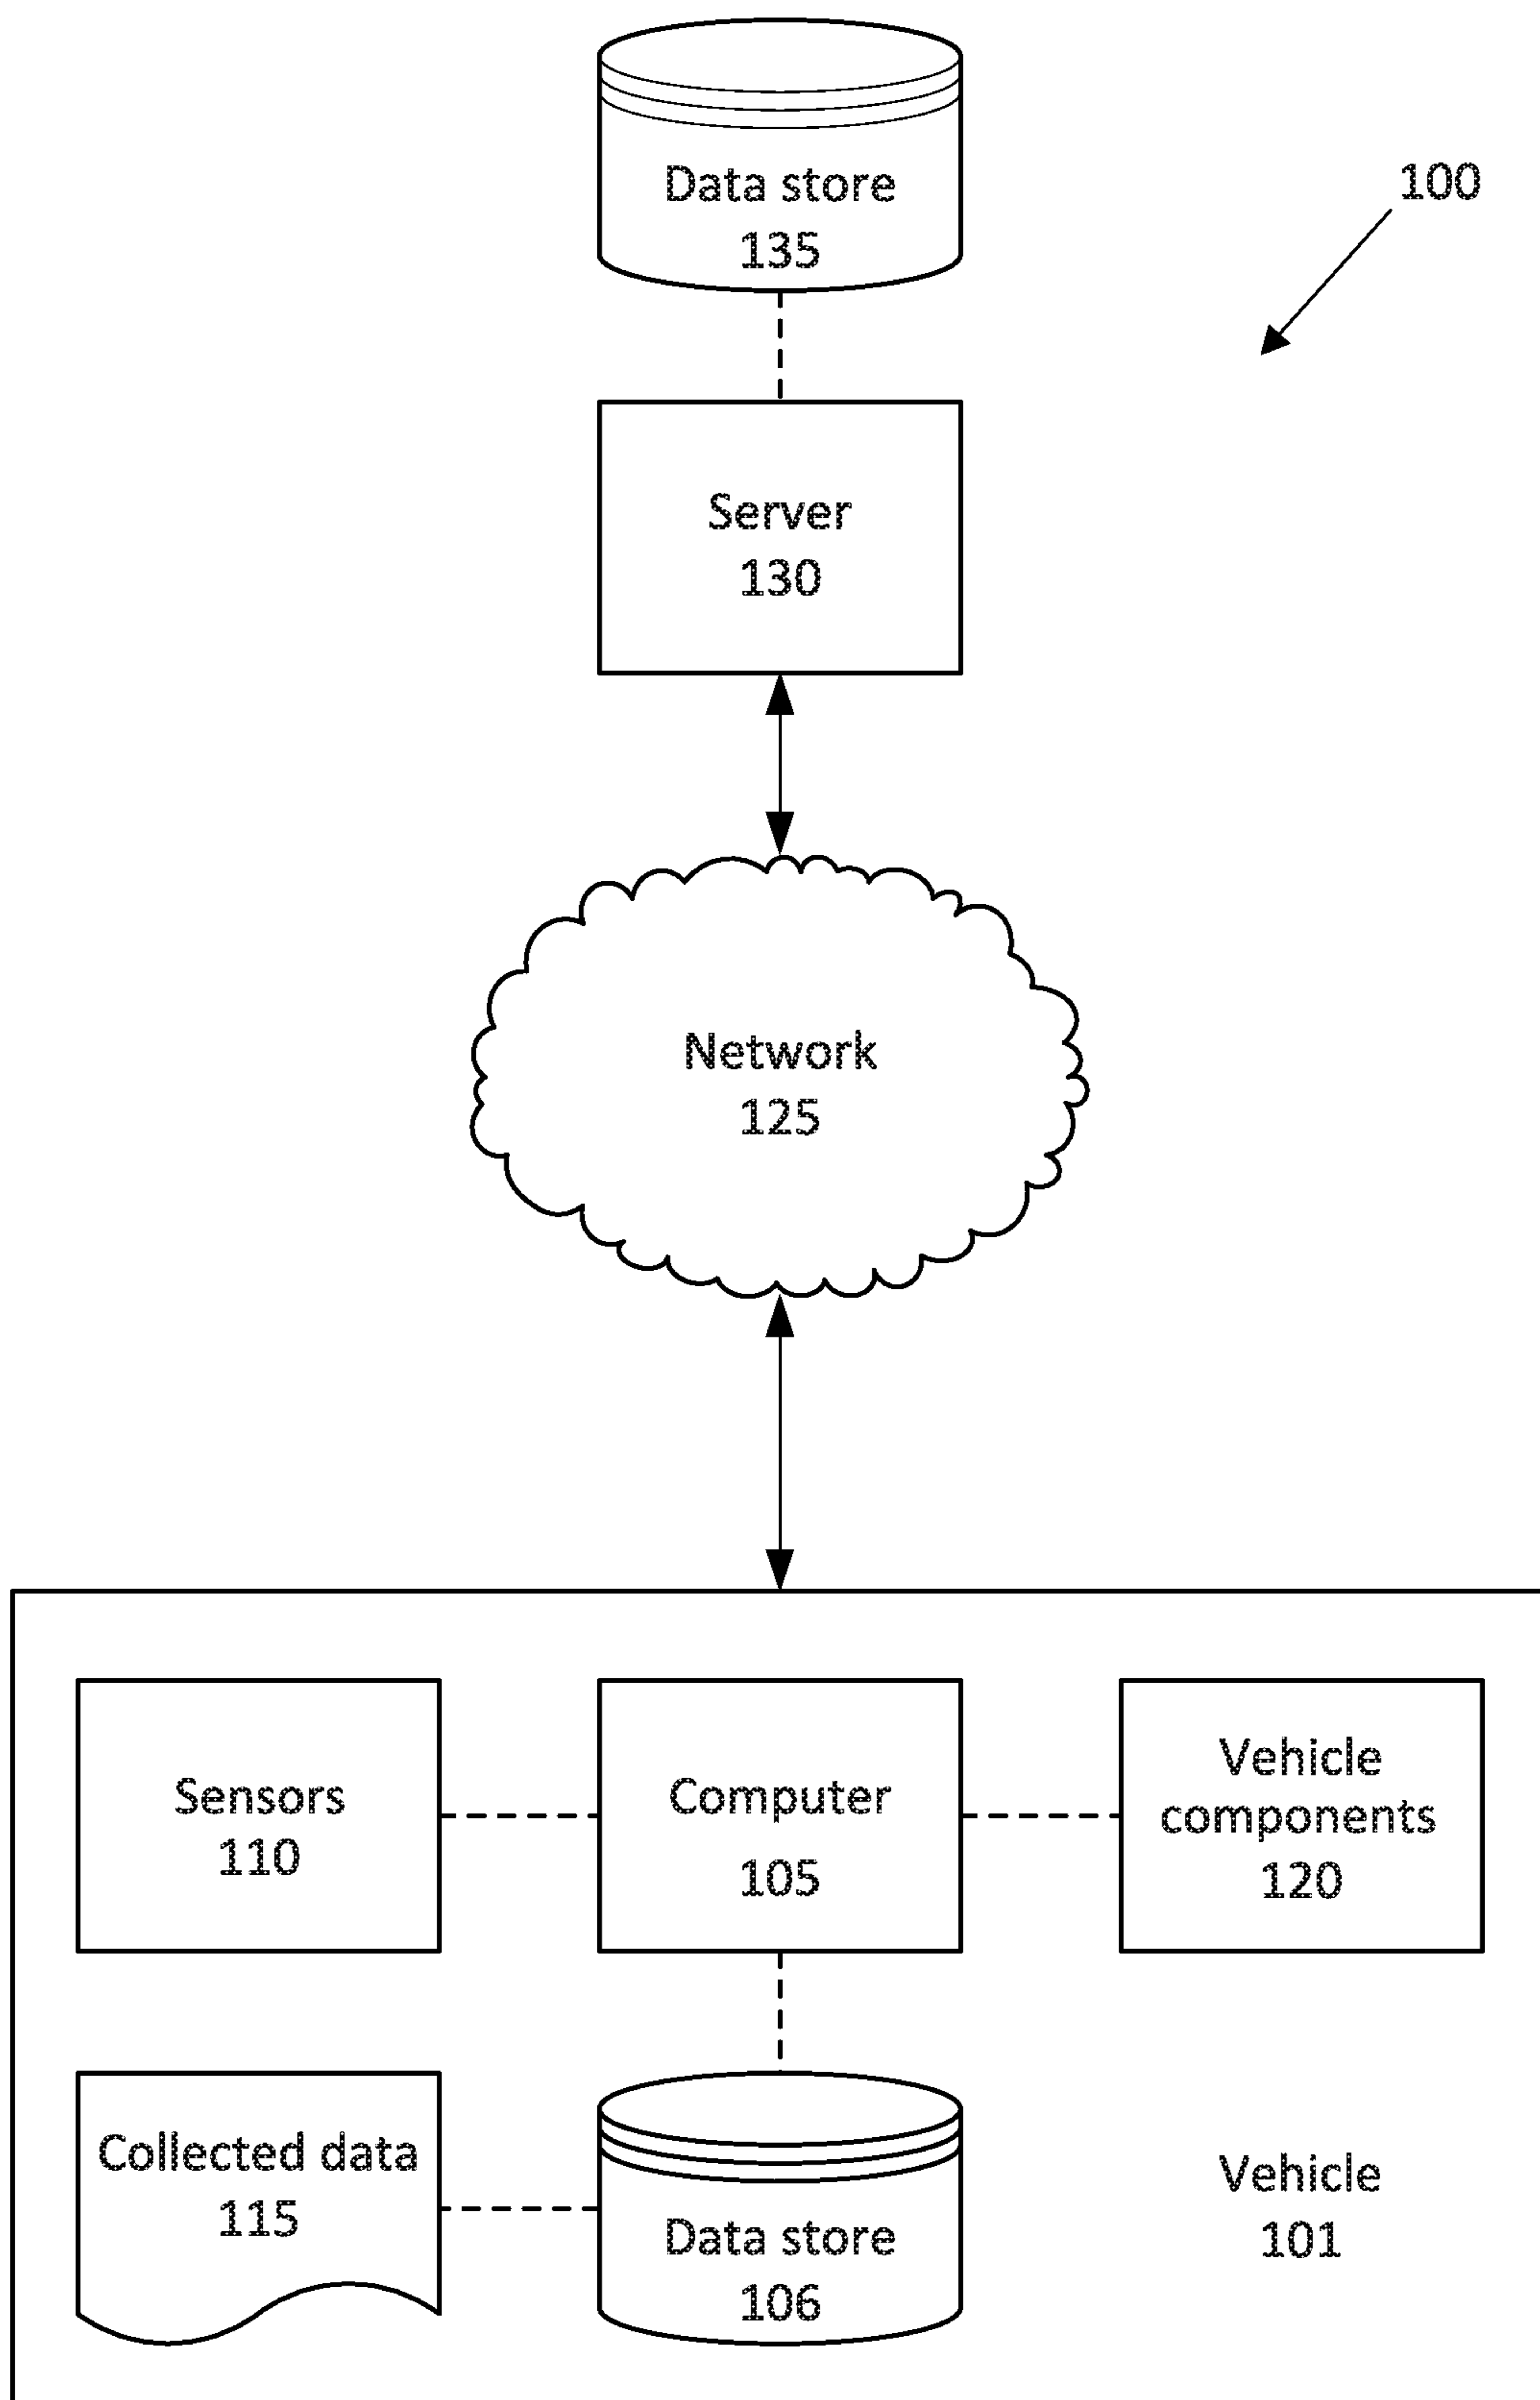 Data store
135
100
Server
130
Network
125
Sensors
110
Computer
105
Vehicle
components
120
Collected data
115
Data store
106
Vehicle
101